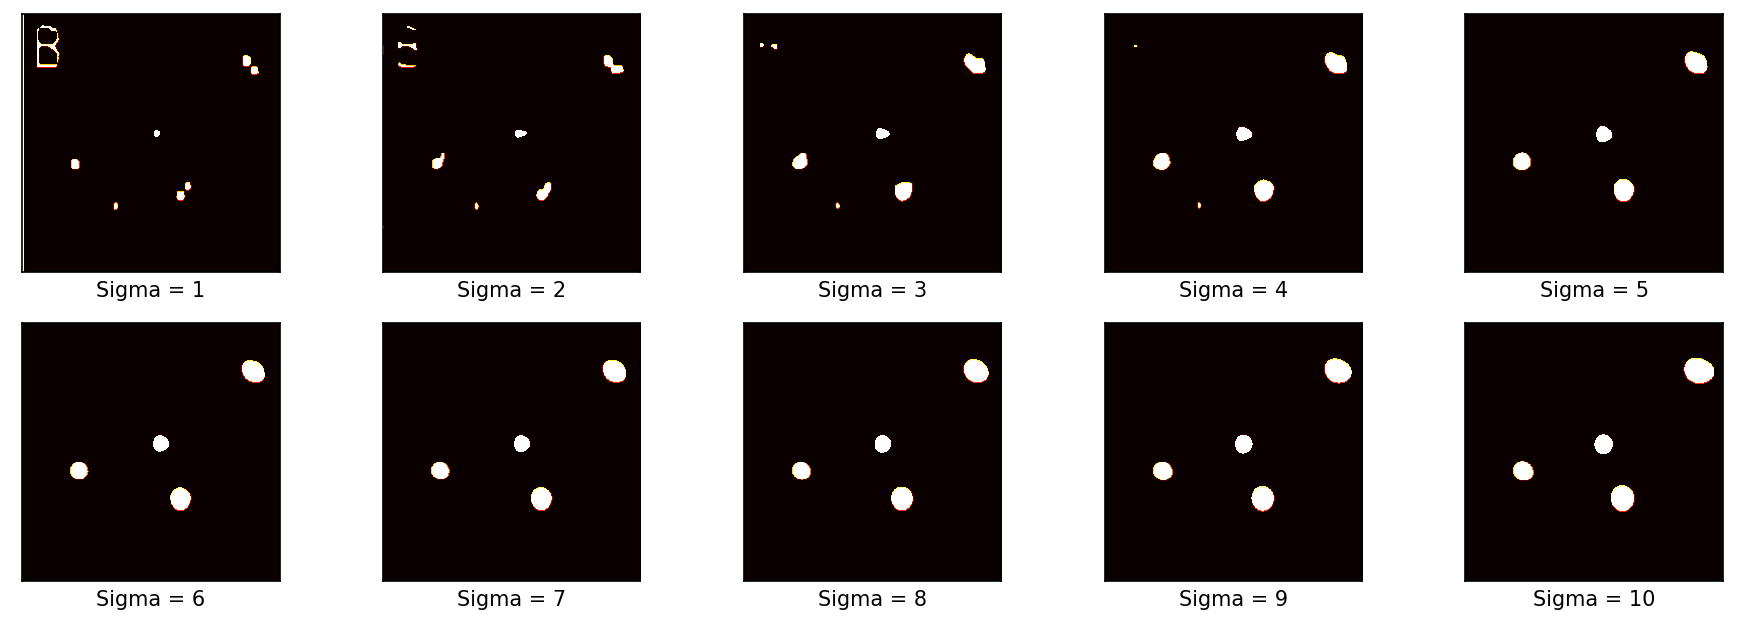 B
Sigma = 1
Sigma = 2
Sigma = 3
Sigma = 4
Sigma = 5
Sigma = 6
Sigma = 7
Sigma = 8
Sigma = 9
Sigma = 10